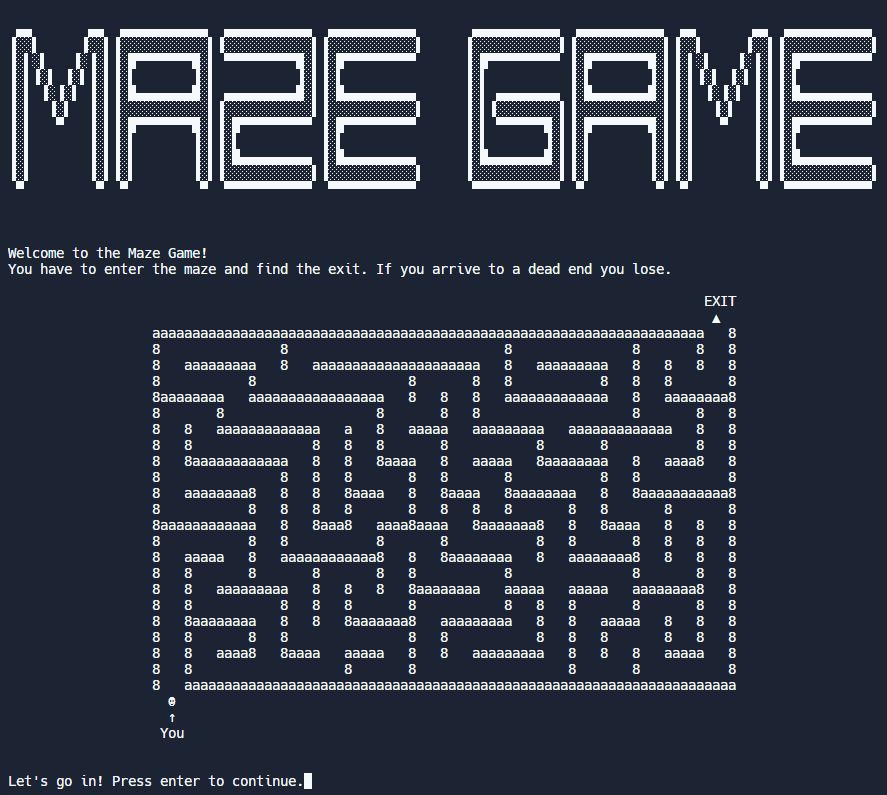 MAZE GAME
Welcome to the Maze Game!
You have to enter the maze and find the exit. If you arrive to a dead end you lose.
EXIT
▲
↑
You
Let's go in! Press enter to continue.